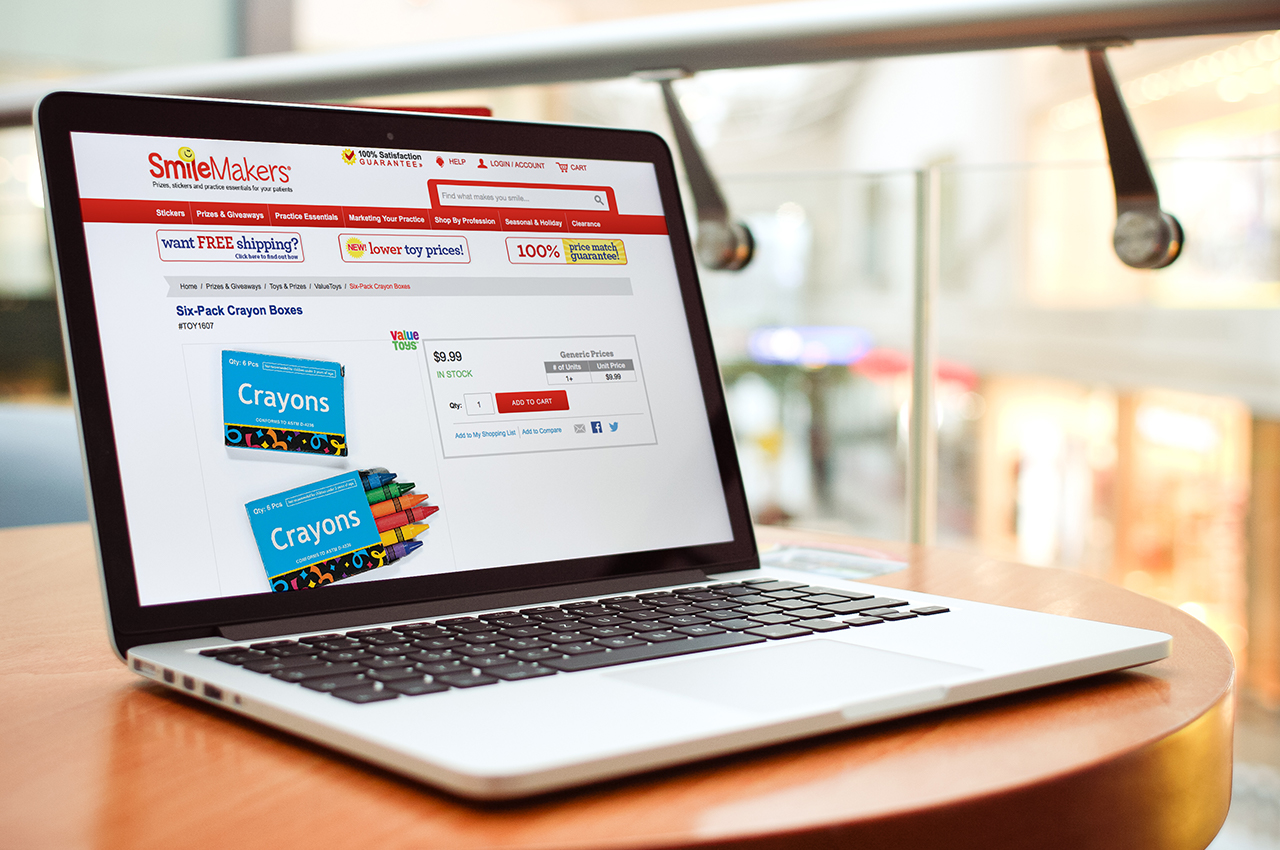 SmileMakers®
Prizes, stickers and practice essentials for your patients
100% Satisfaction
GUARANTEE»
HELP
LOGIN / ACCOUNT
CART
Find what makes you smile...
Stickers
Prizes & Giveaways
Practice Essentials
Marketing Your Practice
Shop By Profession
Seasonal & Holiday
Clearance
want FREE shipping?
Click here to find out how
NEW! lower toy prices!
100% price match
guarantee!
Home / Prizes & Giveaways / Toys & Prizes / ValueToys / Six-Pack Crayon Boxes
Six-Pack Crayon Boxes
#TOY1607
Value
Toys
Qty: 6 Pcs
Crayons
CONFORMS TO ASTM D-4236
Qty: 6 Pcs
Crayons
CONFORMS TO ASTM D-4236
$9.99
IN STOCK
Generic Prices
# of Units Unit Price
1+ $9.99
Qty: 1 ADD TO CART
Add to My Shopping List
Add to Compare